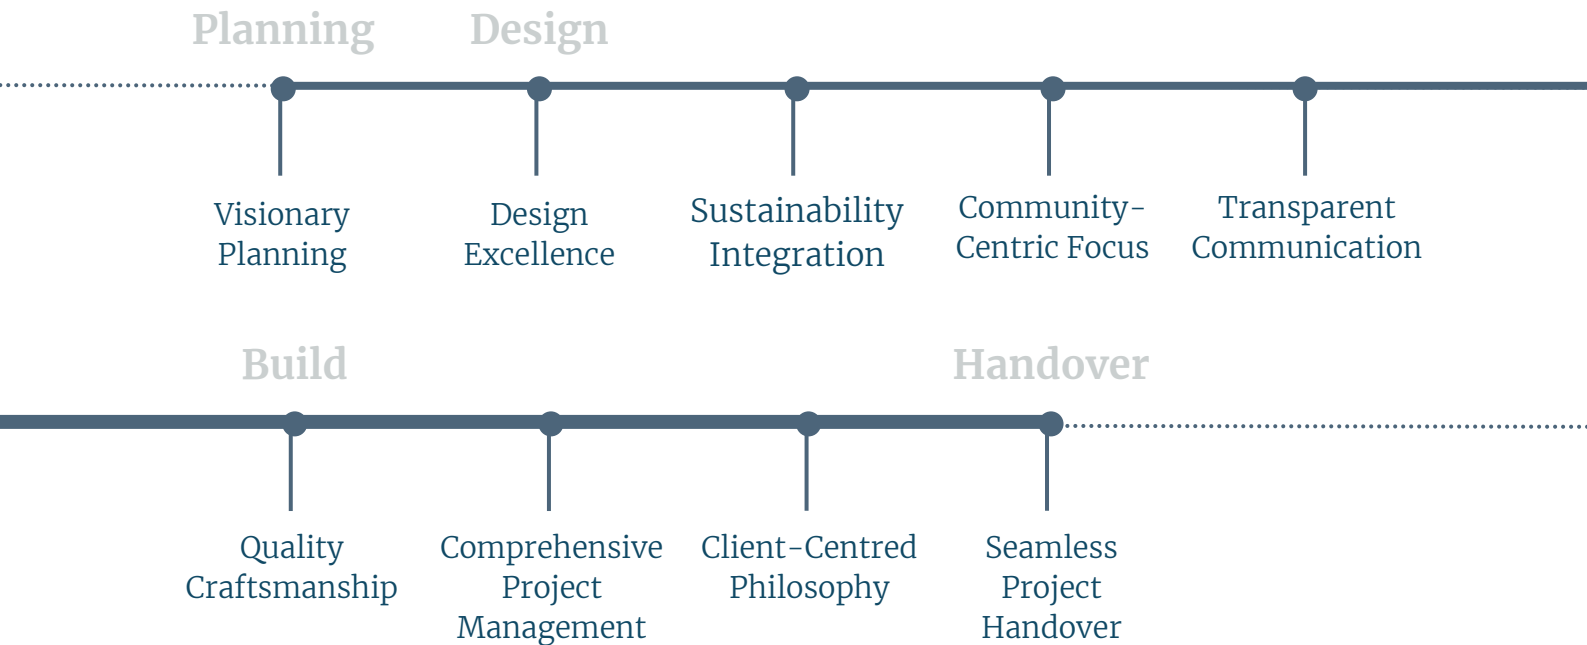 Planning
Design
Visionary
Planning
Design
Excellence
Sustainability
Integration
Community-
Centric Focus
Transparent
Communication
Build
Handover
Quality
Craftsmanship
Comprehensive
Project
Management
Client-Centred
Philosophy
Seamless
Project
Handover